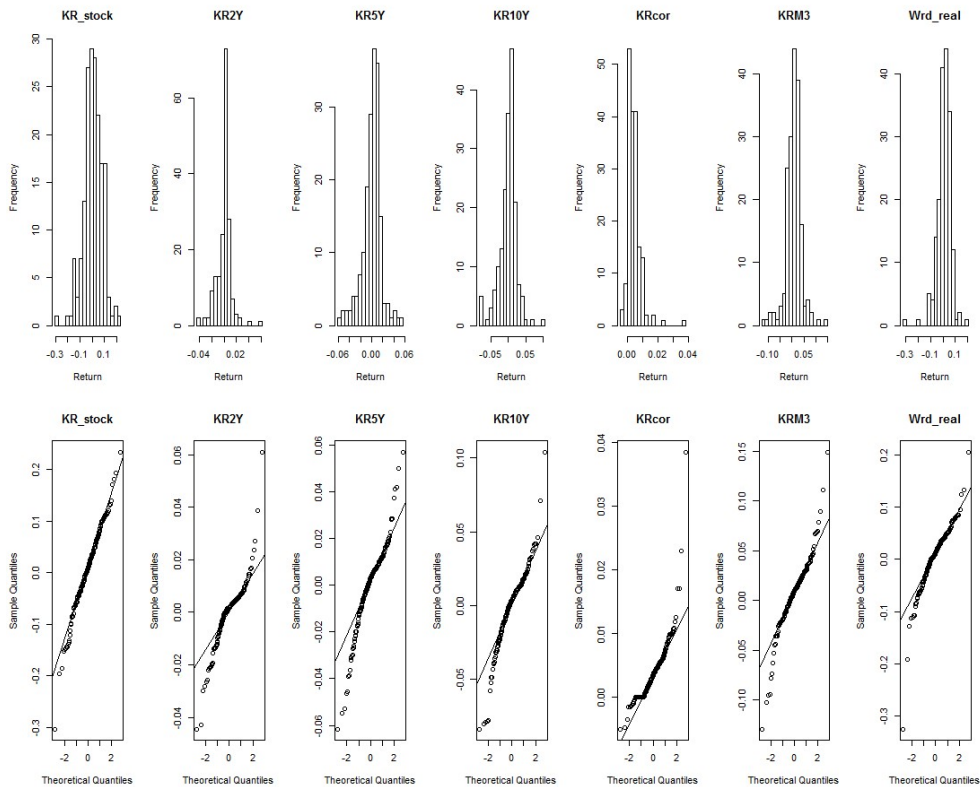 KR_stock KR2Y KR5Y KR10Y KRcor KRM3 Wrd_real
Frequency Frequency Frequency Frequency Frequency Frequency Frequency
0 5 10 15 20 25 30
0 20 40 60
0 10 20 30
0 10 20 30 40
0 10 20 30 40 50
0 10 20 30 40
0 10 20 30 40
-0.3 -0.1 0.1
-0.04 0.02
-0.06 0.00 0.06
-0.05 0.05
0.00 0.02 0.04
-0.10 0.05
-0.3 -0.1 0.1
Return Return Return Return Return Return Return
KR_stock KR2Y KR5Y KR10Y KRcor KRM3 Wrd_real
Sample Quantiles Sample Quantiles Sample Quantiles Sample Quantiles Sample Quantiles Sample Quantiles Sample Quantiles
-0.3 -0.2 -0.1 0.0 0.1 0.2
-0.04 -0.02 0.00 0.02 0.04 0.06
-0.06 -0.04 -0.02 0.00 0.02 0.04 0.06
-0.05 0.00 0.05 0.10
0.00 0.01 0.02 0.03 0.04
-0.10 -0.05 0.00 0.05 0.10 0.15
-0.3 -0.2 -0.1 0.0 0.1 0.2
-2 0 2
-2 0 2
-2 0 2
-2 0 2
-2 0 2
-2 0 2
-2 0 2
Theoretical Quantiles Theoretical Quantiles Theoretical Quantiles Theoretical Quantiles Theoretical Quantiles Theoretical Quantiles Theoretical Quantiles